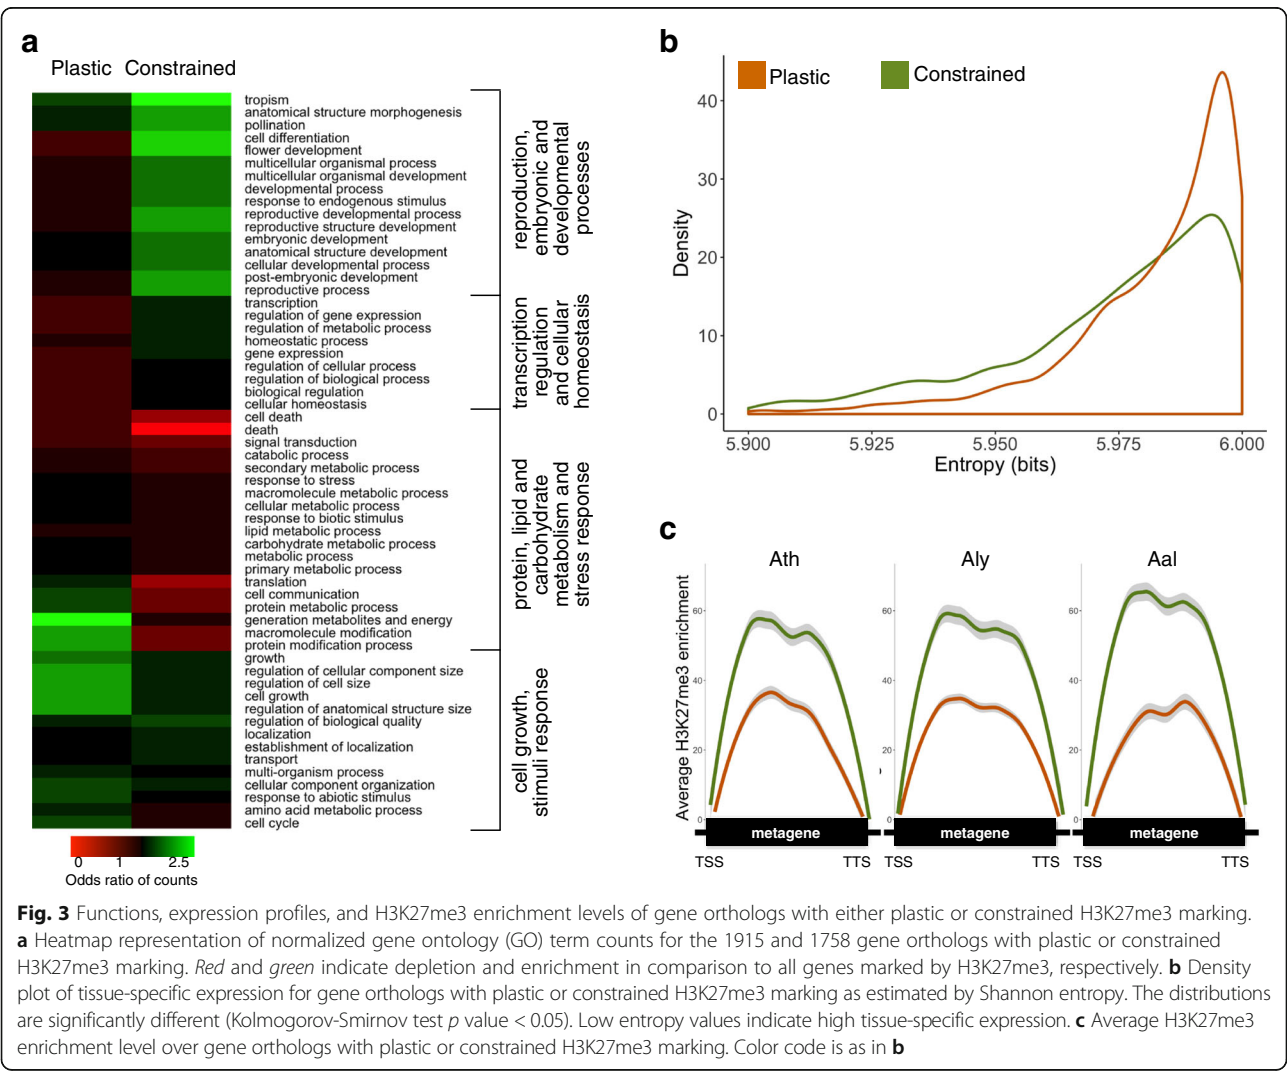 a
Plastic Constrained
tropism
anatomical structure morphogenesis
pollination
cell differentiation
flower development
multicellular organismal process
multicellular organismal development
developmental process
response to endogenous stimulus
reproductive developmental process
reproductive structure development
embryonic development
anatomical structure development
cellular developmental process
post-embryonic development
reproductive process
transcription
regulation of gene expression
regulation of metabolic process
homeostatic process
gene expression
regulation of cellular process
regulation of biological process
biological regulation
cellular homeostasis
cell death
death
signal transduction
catabolic process
secondary metabolic process
response to stress
macromolecule metabolic process
cellular metabolic process
response to biotic stimulus
lipid metabolic process
carbohydrate metabolic process
metabolic process
primary metabolic process
translation
cell communication
protein metabolic process
generation metabolites and energy
macromolecule modification
protein modification process
growth
regulation of cellular component size
regulation of cell size
cell growth
regulation of anatomical structure size
regulation of biological quality
localization
establishment of localization
transport
multi-organism process
cellular component organization
response to abiotic stimulus
amino acid metabolic process
cell cycle
reproduction,
embryonic and
developmental
processes
transcription
regulation
and cellular
homeostasis
protein, lipid and
carbohydrate
metabolism and
stress response
cell growth,
stimuli response
0 1 2.5
Odds ratio of counts
b
Plastic Constrained
Density
40
30
20
10
0
5.900 5.925 5.950 5.975 6.000
Entropy (bits)
c
Ath Aly Aal
Average H3K27me3 enrichment
60 60 60
40 40 40
20 20 20
0 0 0
metagene metagene metagene
TSS TTS TSS TTS TSS TTS
Fig. 3 Functions, expression profiles, and H3K27me3 enrichment levels of gene orthologs with either plastic or constrained H3K27me3 marking.
a Heatmap representation of normalized gene ontology (GO) term counts for the 1915 and 1758 gene orthologs with plastic or constrained
H3K27me3 marking. Red and green indicate depletion and enrichment in comparison to all genes marked by H3K27me3, respectively. b Density
plot of tissue-specific expression for gene orthologs with plastic or constrained H3K27me3 marking as estimated by Shannon entropy. The distributions
are significantly different (Kolmogorov-Smirnov test p value < 0.05). Low entropy values indicate high tissue-specific expression. c Average H3K27me3
enrichment level over gene orthologs with plastic or constrained H3K27me3 marking. Color code is as in b